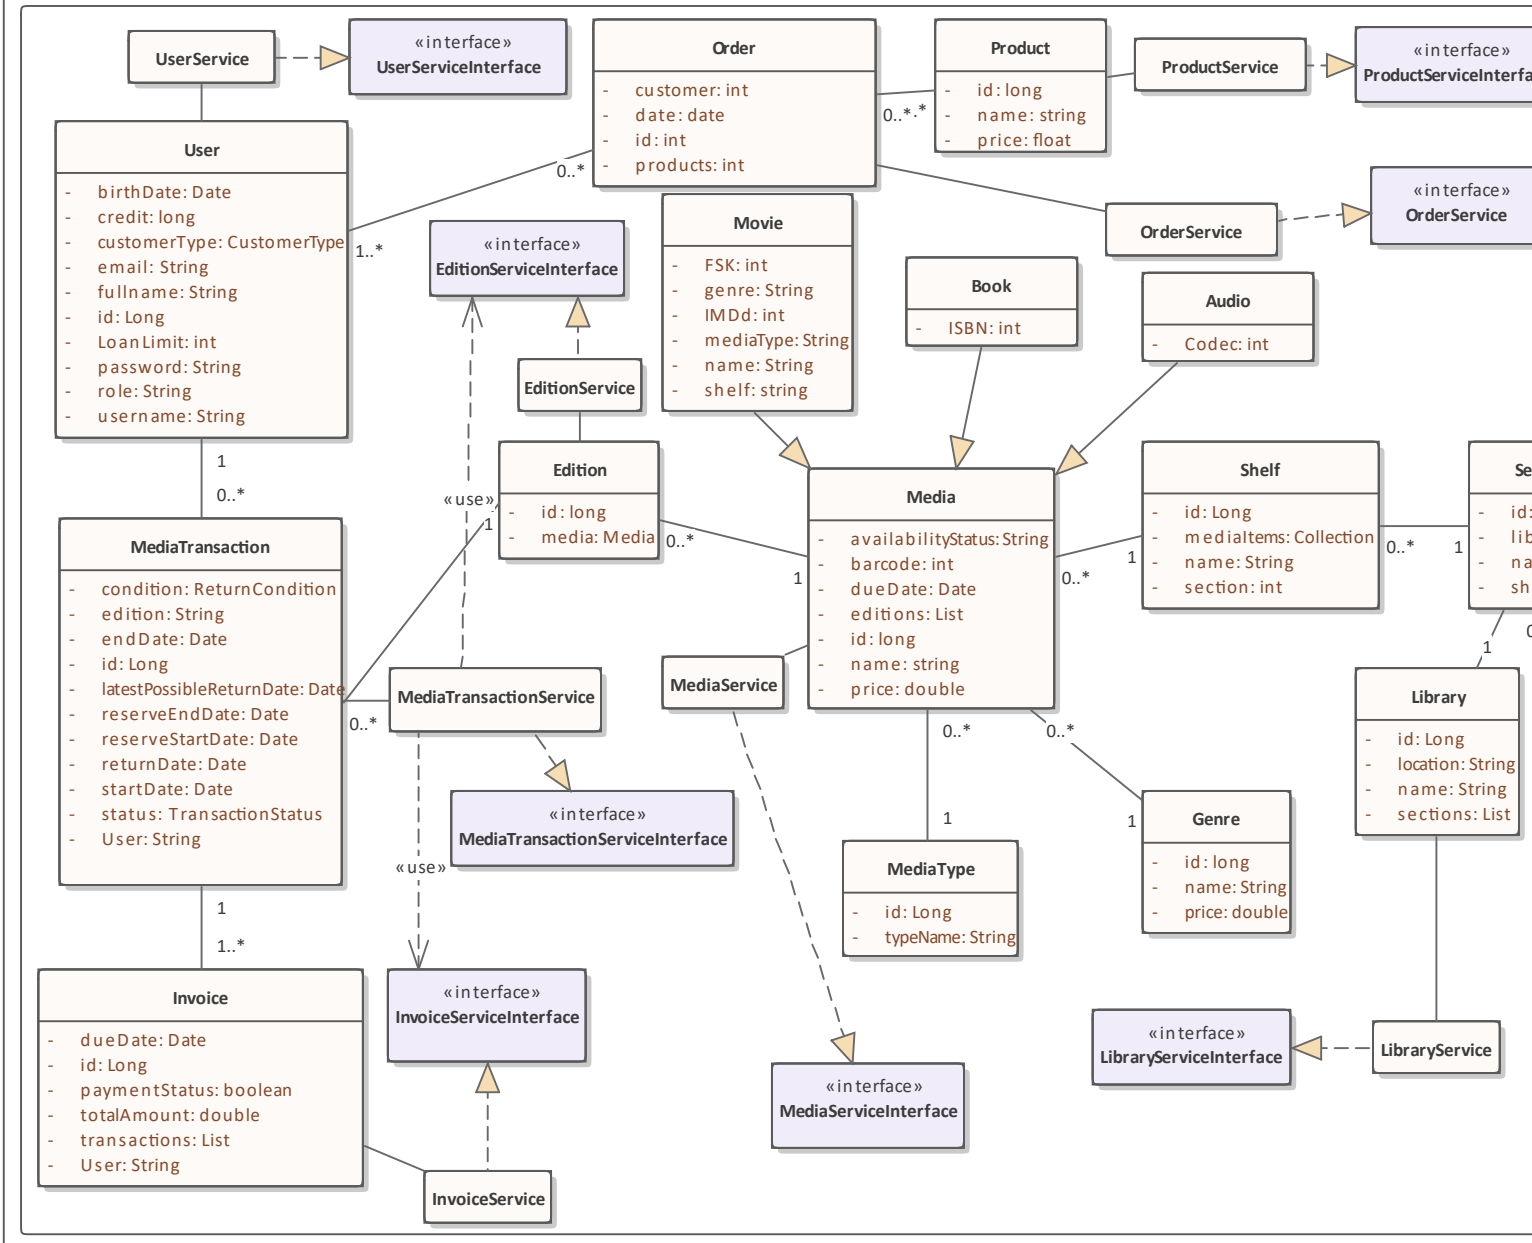 UserService
«interface»
UserServiceInterface
Order
- customer: int
- date: date
- id: int
- products: int
Product
- id: long
- name: string
- price: float
ProductService
«interface»
ProductServiceInterfa
0..*
.*
0..*
1..*
User
- birthDate: Date
- credit: long
- customerType: CustomerType
- email: String
- fullname: String
- id: Long
- LoanLimit: int
- password: String
- role: String
- username: String
«interface»
OrderService
OrderService
«interface»
EditionServiceInterface
Movie
- FSK: int
- genre: String
- IMDd: int
- mediaType: String
- name: String
- shelf: string
Book
- ISBN: int
Audio
- Codec: int
EditionService
1
0..*
«use»
1
Edition
- id: long
- media: Media
0..*
1
Media
- availabilityStatus: String
- barcode: int
- dueDate: Date
- editions: List
- id: long
- name: string
- price: double
0..*
1
Shelf
- id: Long
- mediaItems: Collection
- name: String
- section: int
0..*
1
Se
- id:
- lib
- na
- sh
1
MediaTransaction
- condition: ReturnCondition
- edition: String
- endDate: Date
- id: Long
- latestPossibleReturnDate: Date
- reserveEndDate: Date
- reserveStartDate: Date
- returnDate: Date
- startDate: Date
- status: TransactionStatus
- User: String
0..*
MediaTransactionService
MediaService
Library
- id: Long
- location: String
- name: String
- sections: List
0..*
0..*
1
1
«interface»
MediaTransactionServiceInterface
«use»
MediaType
- id: Long
- typeName: String
Genre
- id: long
- name: String
- price: double
1
1..*
Invoice
- dueDate: Date
- id: Long
- paymentStatus: boolean
- totalAmount: double
- transactions: List
- User: String
«interface»
InvoiceServiceInterface
InvoiceService
«interface»
MediaServiceInterface
«interface»
LibraryServiceInterface
LibraryService